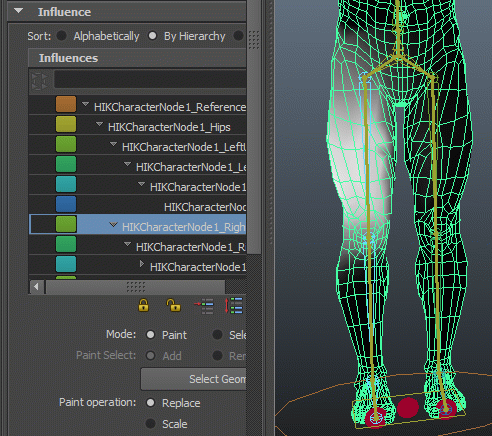 Influence
Sort: Alphabetically By Hierarchy
Influences
HIKCharacterNode1_Reference
HIKCharacterNode1_Hips
HIKCharacterNode1_LeftU
HIKCharacterNode1_Le
HIKCharacterNode1
HIKCharacterNod
HIKCharacterNode1_Righ
HIKCharacterNode1_R
HIKCharacterNode1
Mode: Paint Sele
Paint Select: Add Rem
Select Geom
Paint operation: Replace
Scale